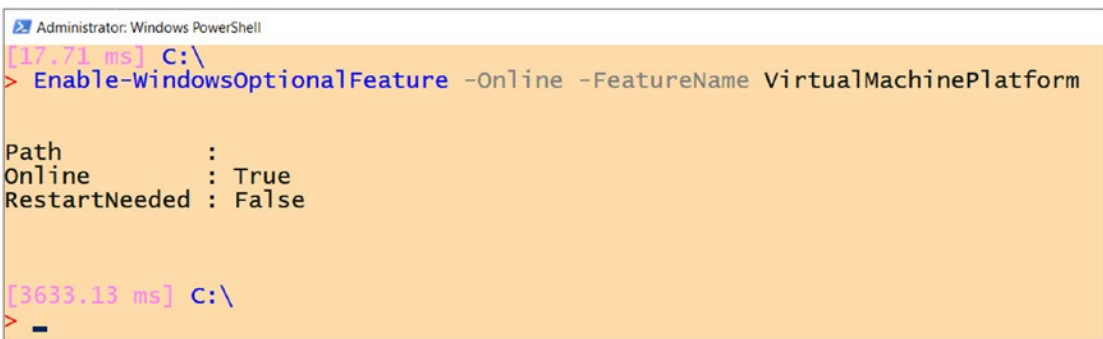 Administrator: Windows PowerShell
[17.71 ms] C:\
> Enable-WindowsOptionalFeature -Online -FeatureName VirtualMachinePlatform
Path :
Online : True
RestartNeeded : False
[3633.13 ms] C:\
>